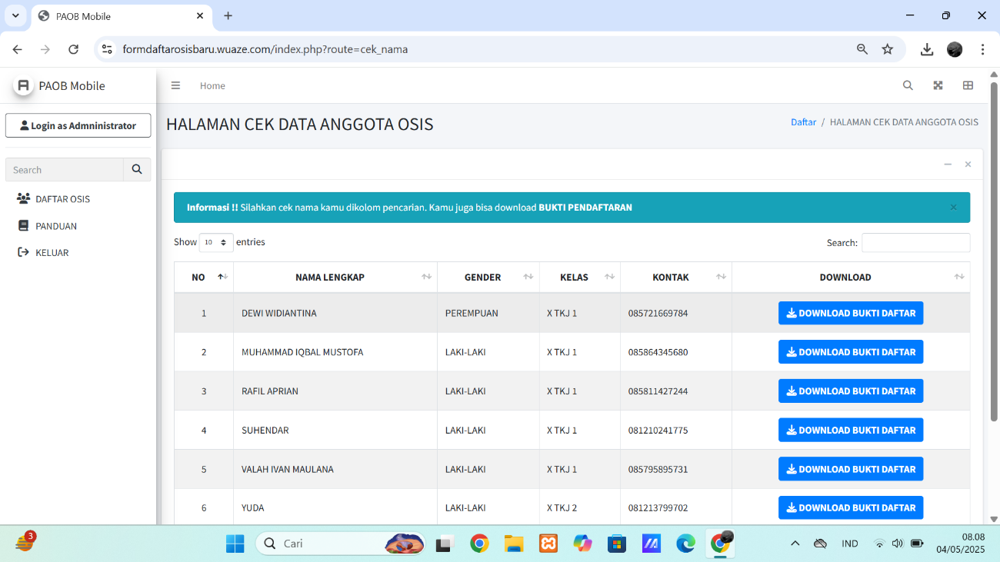 PAOB Mobile
formdaftarosisbaru.wuaze.com/index.php?route=cek_nama
PAOB Mobile
Home
Login as Admninistrator
HALAMAN CEK DATA ANGGOTA OSIS
Daftar / HALAMAN CEK DATA ANGGOTA OSIS
Search
DAFTAR OSIS
PANDUAN
KELUAR
Informasi !! Silahkan cek nama kamu dikolom pencarian. Kamu juga bisa download BUKTI PENDAFTARAN
Show 10 entries
Search:
NO NAMA LENGKAP GENDER KELAS KONTAK DOWNLOAD
1 DEWI WIDIANTINA PEREMPUAN X TKJ 1 085721669784 DOWNLOAD BUKTI DAFTAR
2 MUHAMMAD IQBAL MUSTOFA LAKI-LAKI X TKJ 1 085864345680 DOWNLOAD BUKTI DAFTAR
3 RAFIL APRIAN LAKI-LAKI X TKJ 1 085811427244 DOWNLOAD BUKTI DAFTAR
4 SUHENDAR LAKI-LAKI X TKJ 1 081210241775 DOWNLOAD BUKTI DAFTAR
5 VALAH IVAN MAULANA LAKI-LAKI X TKJ 1 085795895731 DOWNLOAD BUKTI DAFTAR
6 YUDA LAKI-LAKI X TKJ 2 081213799702 DOWNLOAD BUKTI DAFTAR
3
Cari
IND
08.08
04/05/2025